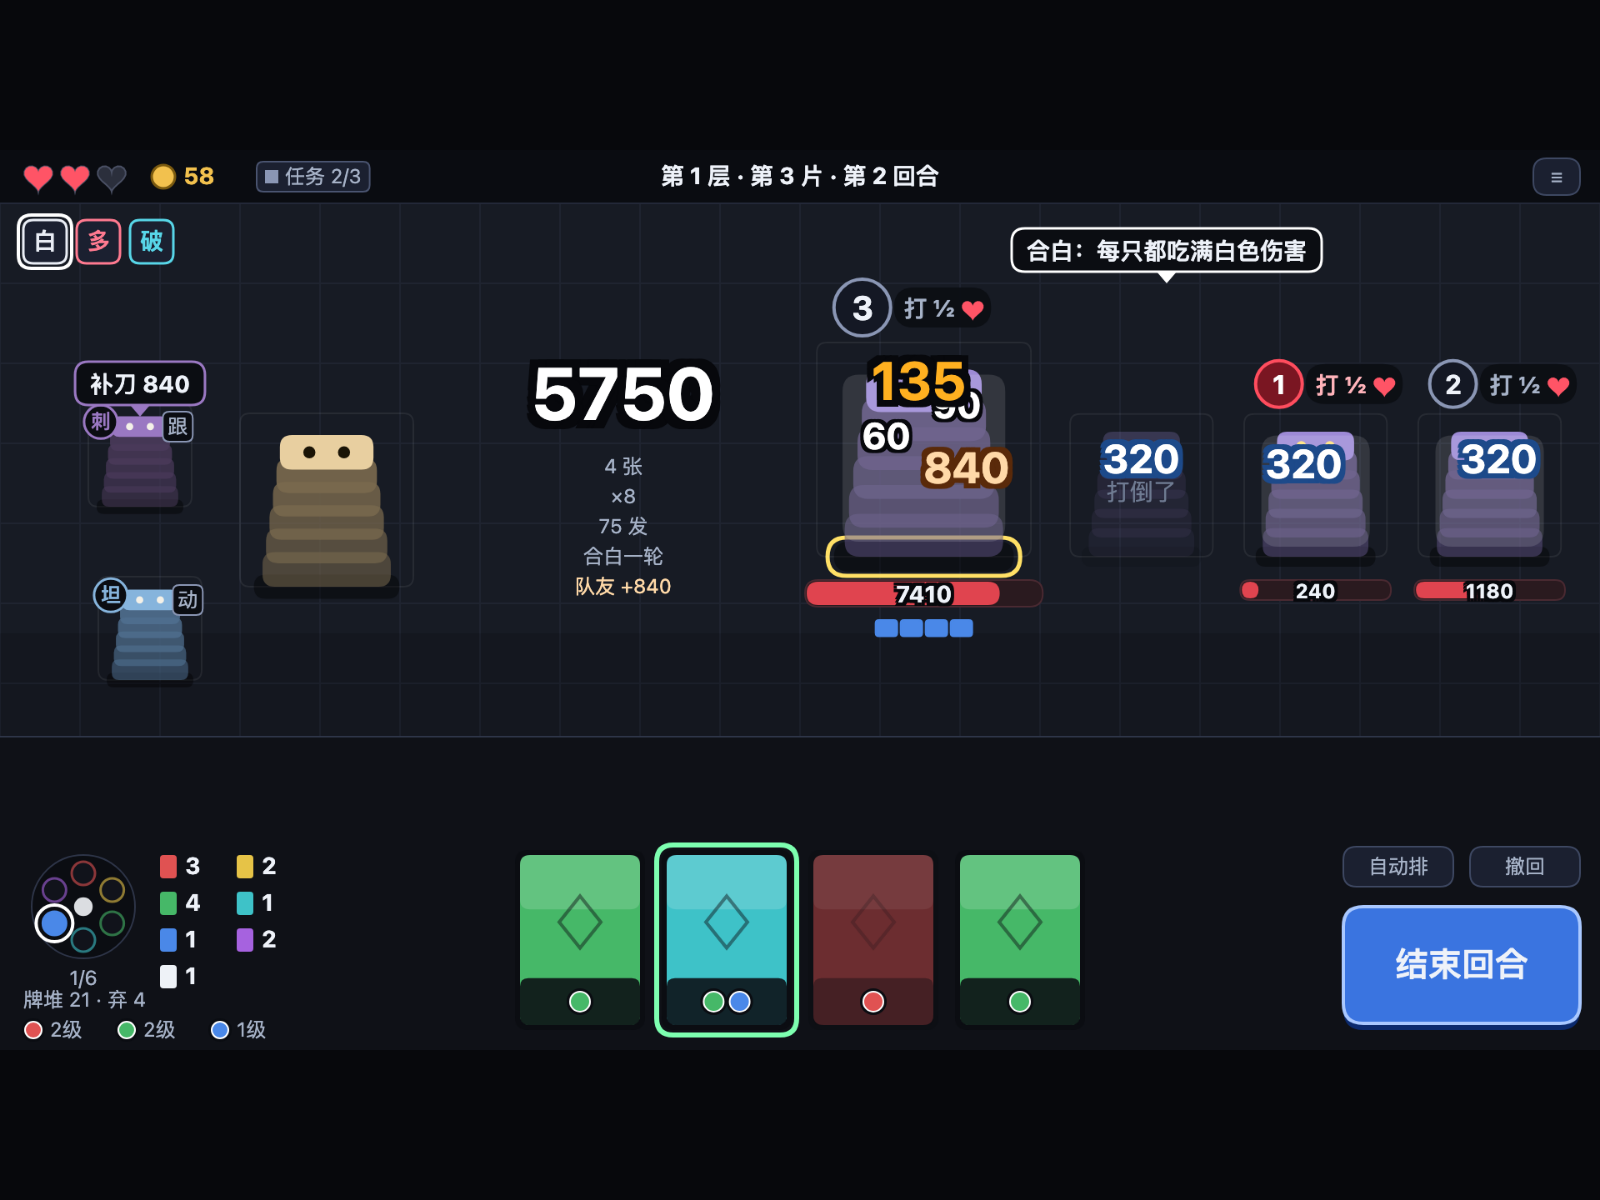 58
任务 2/3
第 1 层 · 第 3 片 · 第 2 回合
≡
白
多
破
合白：每只都吃满白色伤害
3
打 ½
1
打 ½
2
打 ½
补刀 840
刺
跟
坦
动
5750
4 张
×8
75 发
合白一轮
队友 +840
135
90
60
840
7410
320
打倒了
320
240
320
1180
3
2
4
1
1
2
1
1/6
牌堆 21 · 弃 4
2级
2级
1级
自动排
撤回
结束回合